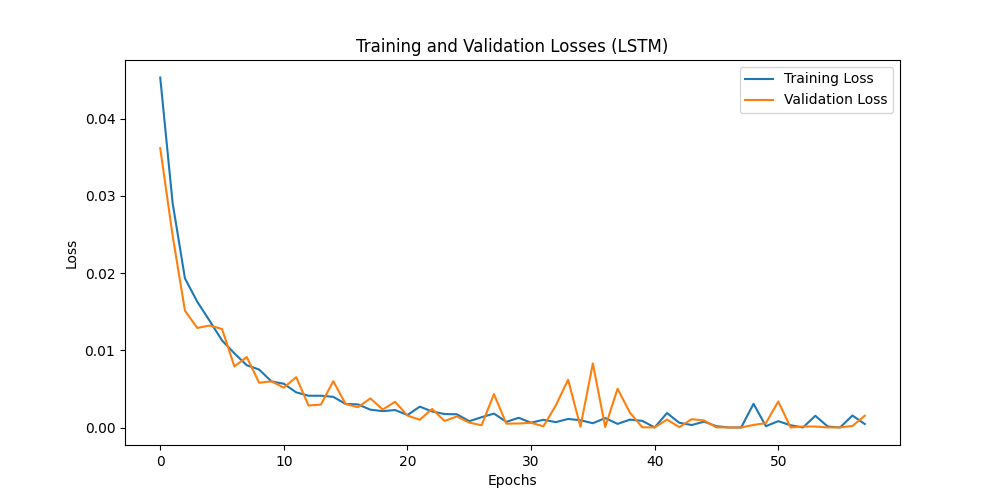 Training and Validation Losses (LSTM)
Training Loss
Validation Loss
Loss
0.04
0.03
0.02
0.01
0.00
0 10 20 30 40 50
Epochs